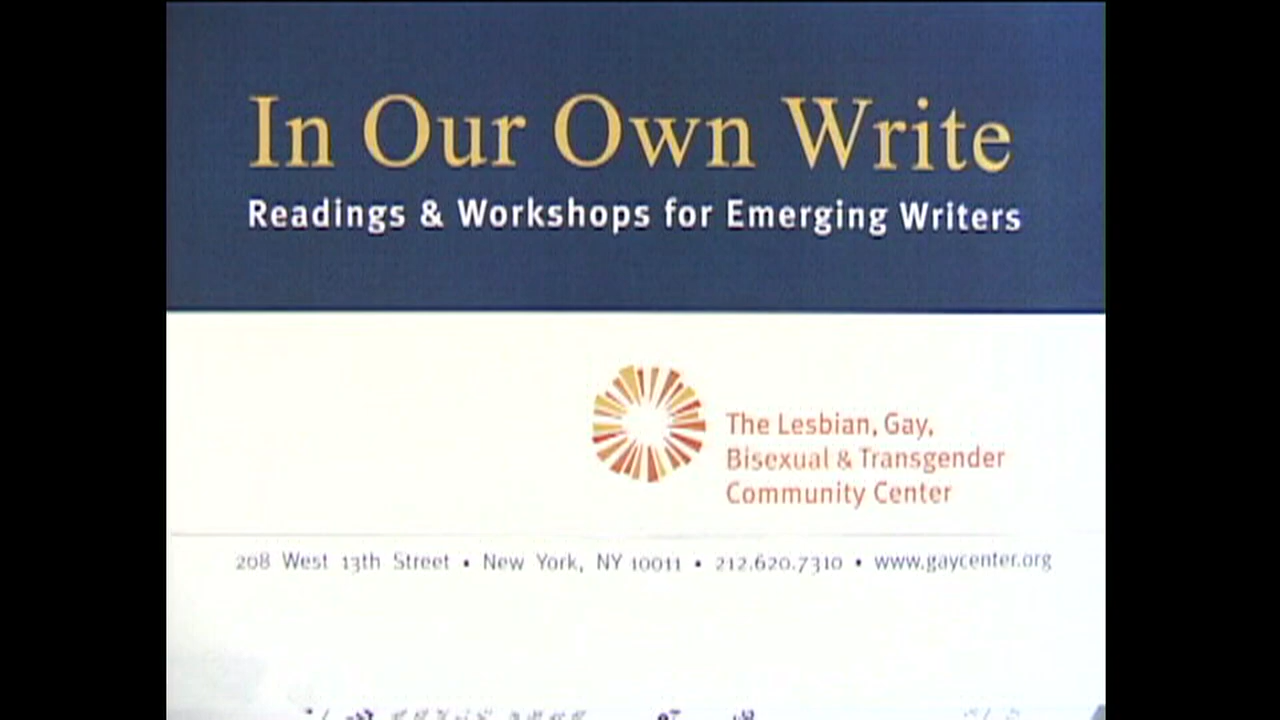 In Our Own Write
Readings & Workshops for Emerging Writers
The Lesbian, Gay,
Bisexual & Transgender
Community Center
208 West 13th Street • New York, NY 10011 • 212.620.7310 • www.gaycenter.org